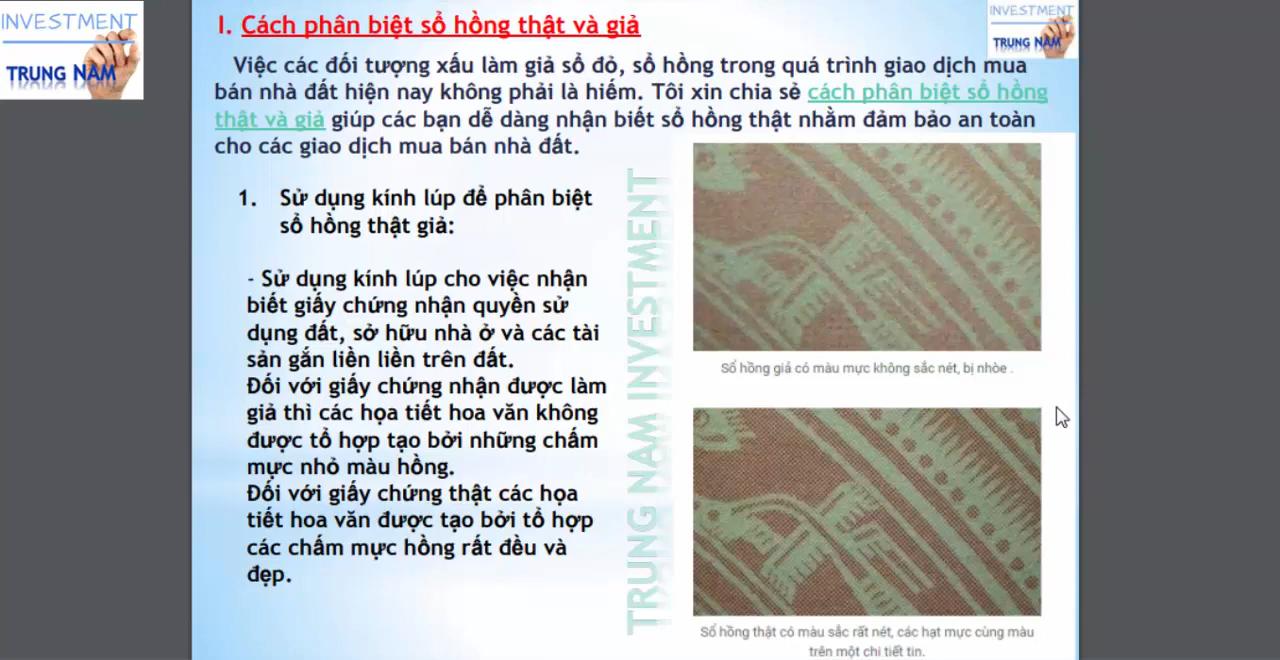 INVESTMENT
TRUNG NAM
I. Cách phân biệt sổ hồng thật và giả
INVESTMENT
TRUNG NAM
Việc các đối tượng xấu làm giả sổ đỏ, sổ hồng trong quá trình giao dịch mua
bán nhà đất hiện nay không phải là hiếm. Tôi xin chia sẻ cách phân biệt sổ hồng
thật và giả giúp các bạn dễ dàng nhận biết sổ hồng thật nhằm đảm bảo an toàn
cho các giao dịch mua bán nhà đất.
1. Sử dụng kính lúp để phân biệt
sổ hồng thật giả:
- Sử dụng kính lúp cho việc nhận
biết giấy chứng nhận quyền sử
dụng đất, sở hữu nhà ở và các tài
sản gắn liền liền trên đất.
Đối với giấy chứng nhận được làm
giả thì các họa tiết hoa văn không
được tổ hợp tạo bởi những chấm
mực nhỏ màu hồng.
Đối với giấy chứng thật các họa
tiết hoa văn được tạo bởi tổ hợp
các chấm mực hồng rất đều và
đẹp.
TRUNG NAM INVESTMENT
Sổ hồng giả có màu mực không sắc nét, bị nhòe .
Sổ hồng thật có màu sắc rất nét, các hạt mực cùng màu
trên một chi tiết tin.